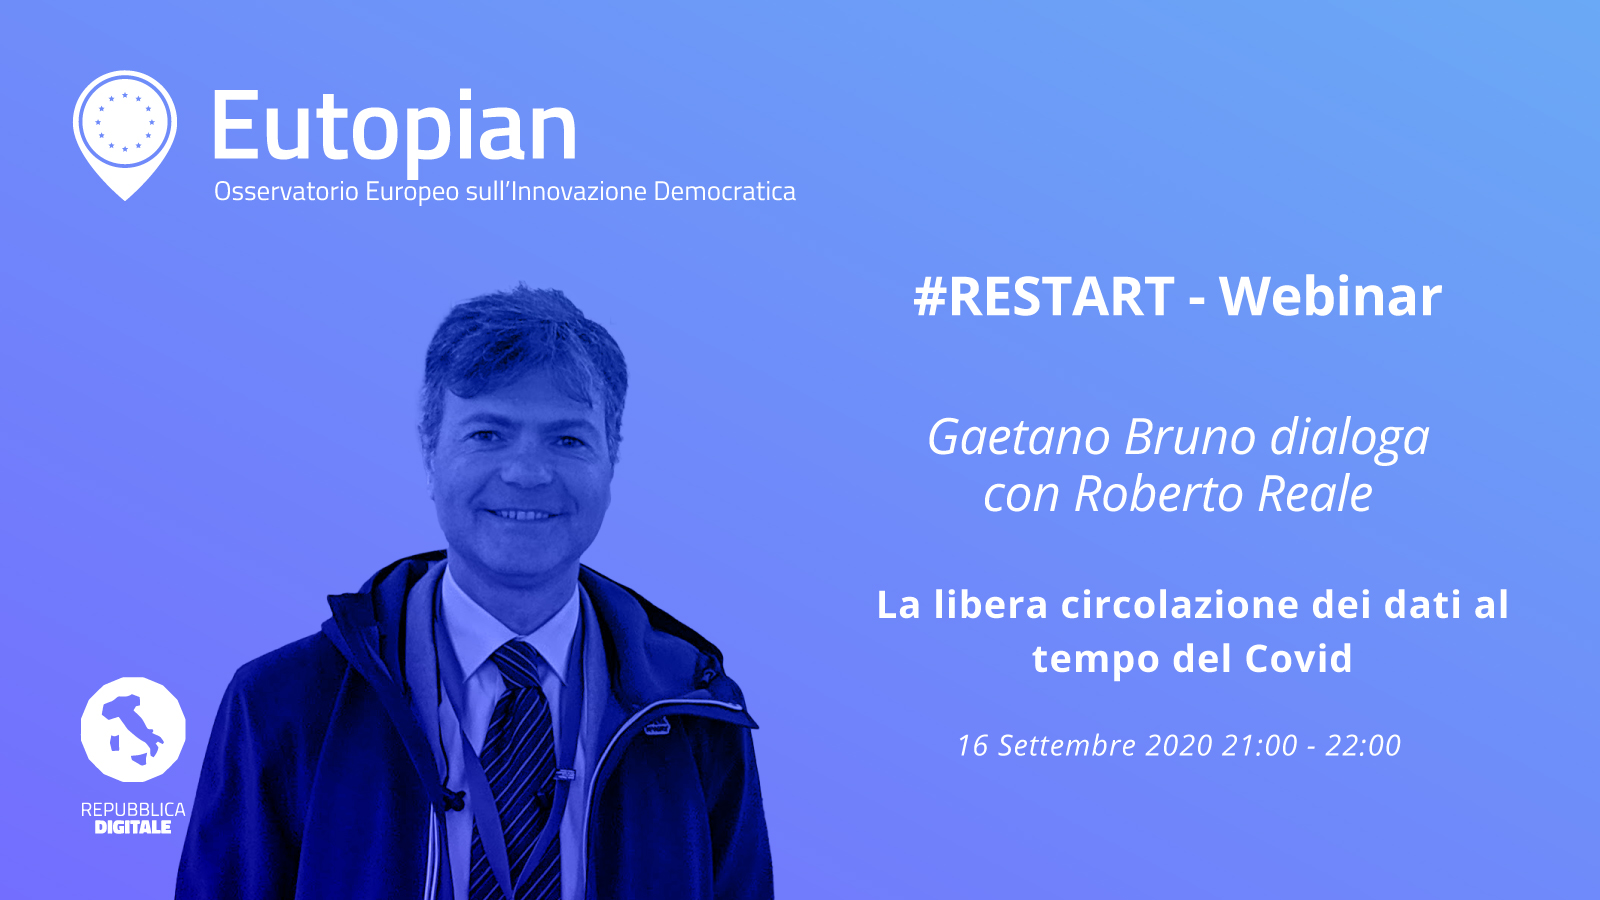 Eutopian
Osservatorio Europeo sull'Innovazione Democratica
#RESTART - Webinar
Gaetano Bruno dialoga
con Roberto Reale
La libera circolazione dei dati al
tempo del Covid
16 Settembre 2020 21:00 - 22:00
REPUBBLICA
DIGITALE